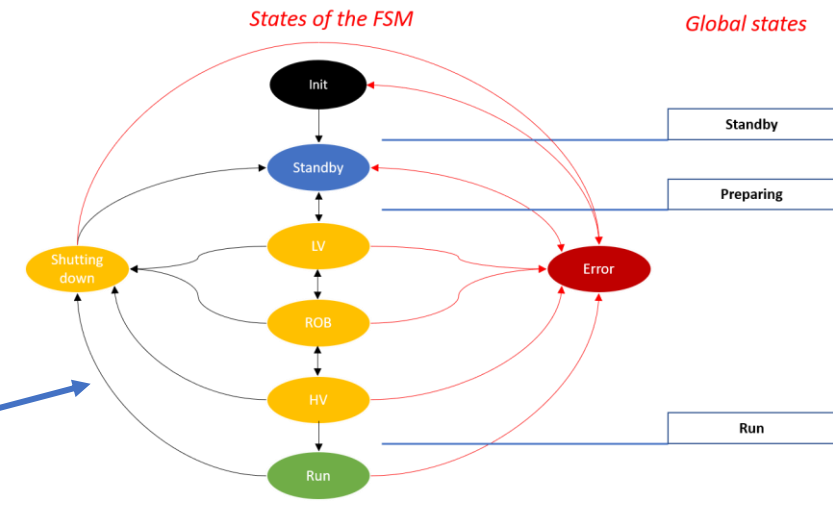 States of the FSM
Global states
Init
Standby
Standby
Preparing
LV
Shutting
down
Error
ROB
HV
Run
Run